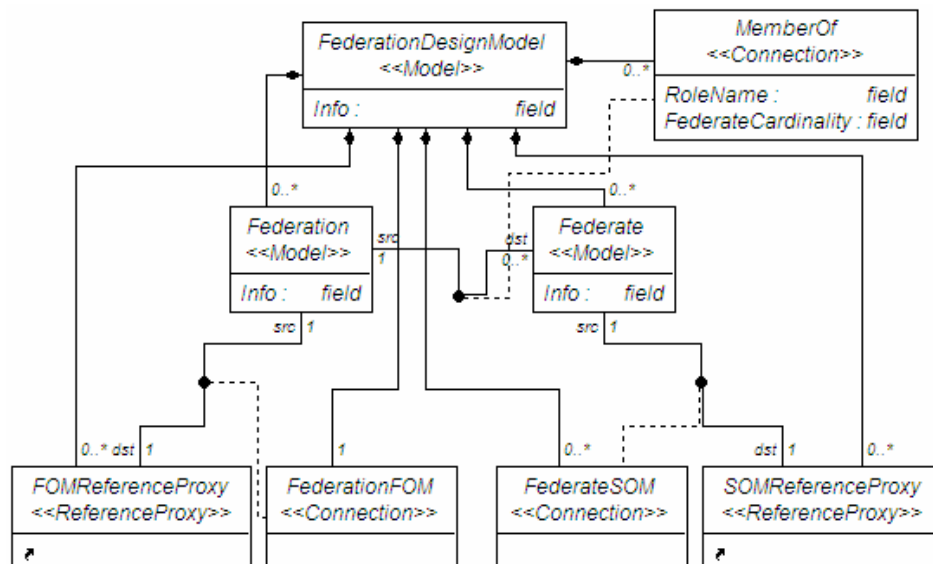 FederationDesignModel
<<Model>>
Info : field
MemberOf
<<Connection>>
RoleName : field
FederateCardinality : field
0..*
0..*
0..*
Federation
<<Model>>
Info : field
src
1
dst
0..*
Federate
<<Model>>
Info : field
src 1
src 1
0..* dst 1
1
0..*
dst 1
0..*
FOMReferenceProxy
<<ReferenceProxy>>
FederationFOM
<<Connection>>
FederateSOM
<<Connection>>
SOMReferenceProxy
<<ReferenceProxy>>